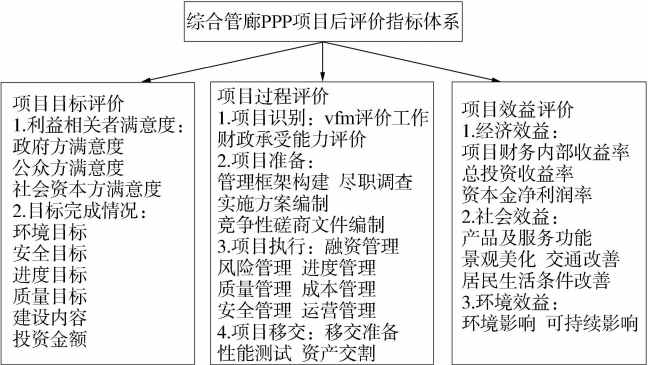 综合管廊PPP项目后评价指标体系
项目目标评价
1.利益相关者满意度：
政府方满意度
公众方满意度
社会资本方满意度
2.目标完成情况：
环境目标
安全目标
进度目标
质量目标
建设内容
投资金额
项目过程评价
1.项目识别：vfm评价工作
财政承受能力评价
2.项目准备：
管理框架构建 尽职调查
实施方案编制
竞争性磋商文件编制
3.项目执行：融资管理
风险管理 进度管理
质量管理 成本管理
安全管理 运营管理
4.项目移交：移交准备
性能测试 资产交割
项目效益评价
1.经济效益：
项目财务内部收益率
总投资收益率
资本金净利润率
2.社会效益：
产品及服务功能
景观美化 交通改善
居民生活条件改善
3.环境效益：
环境影响 可持续影响